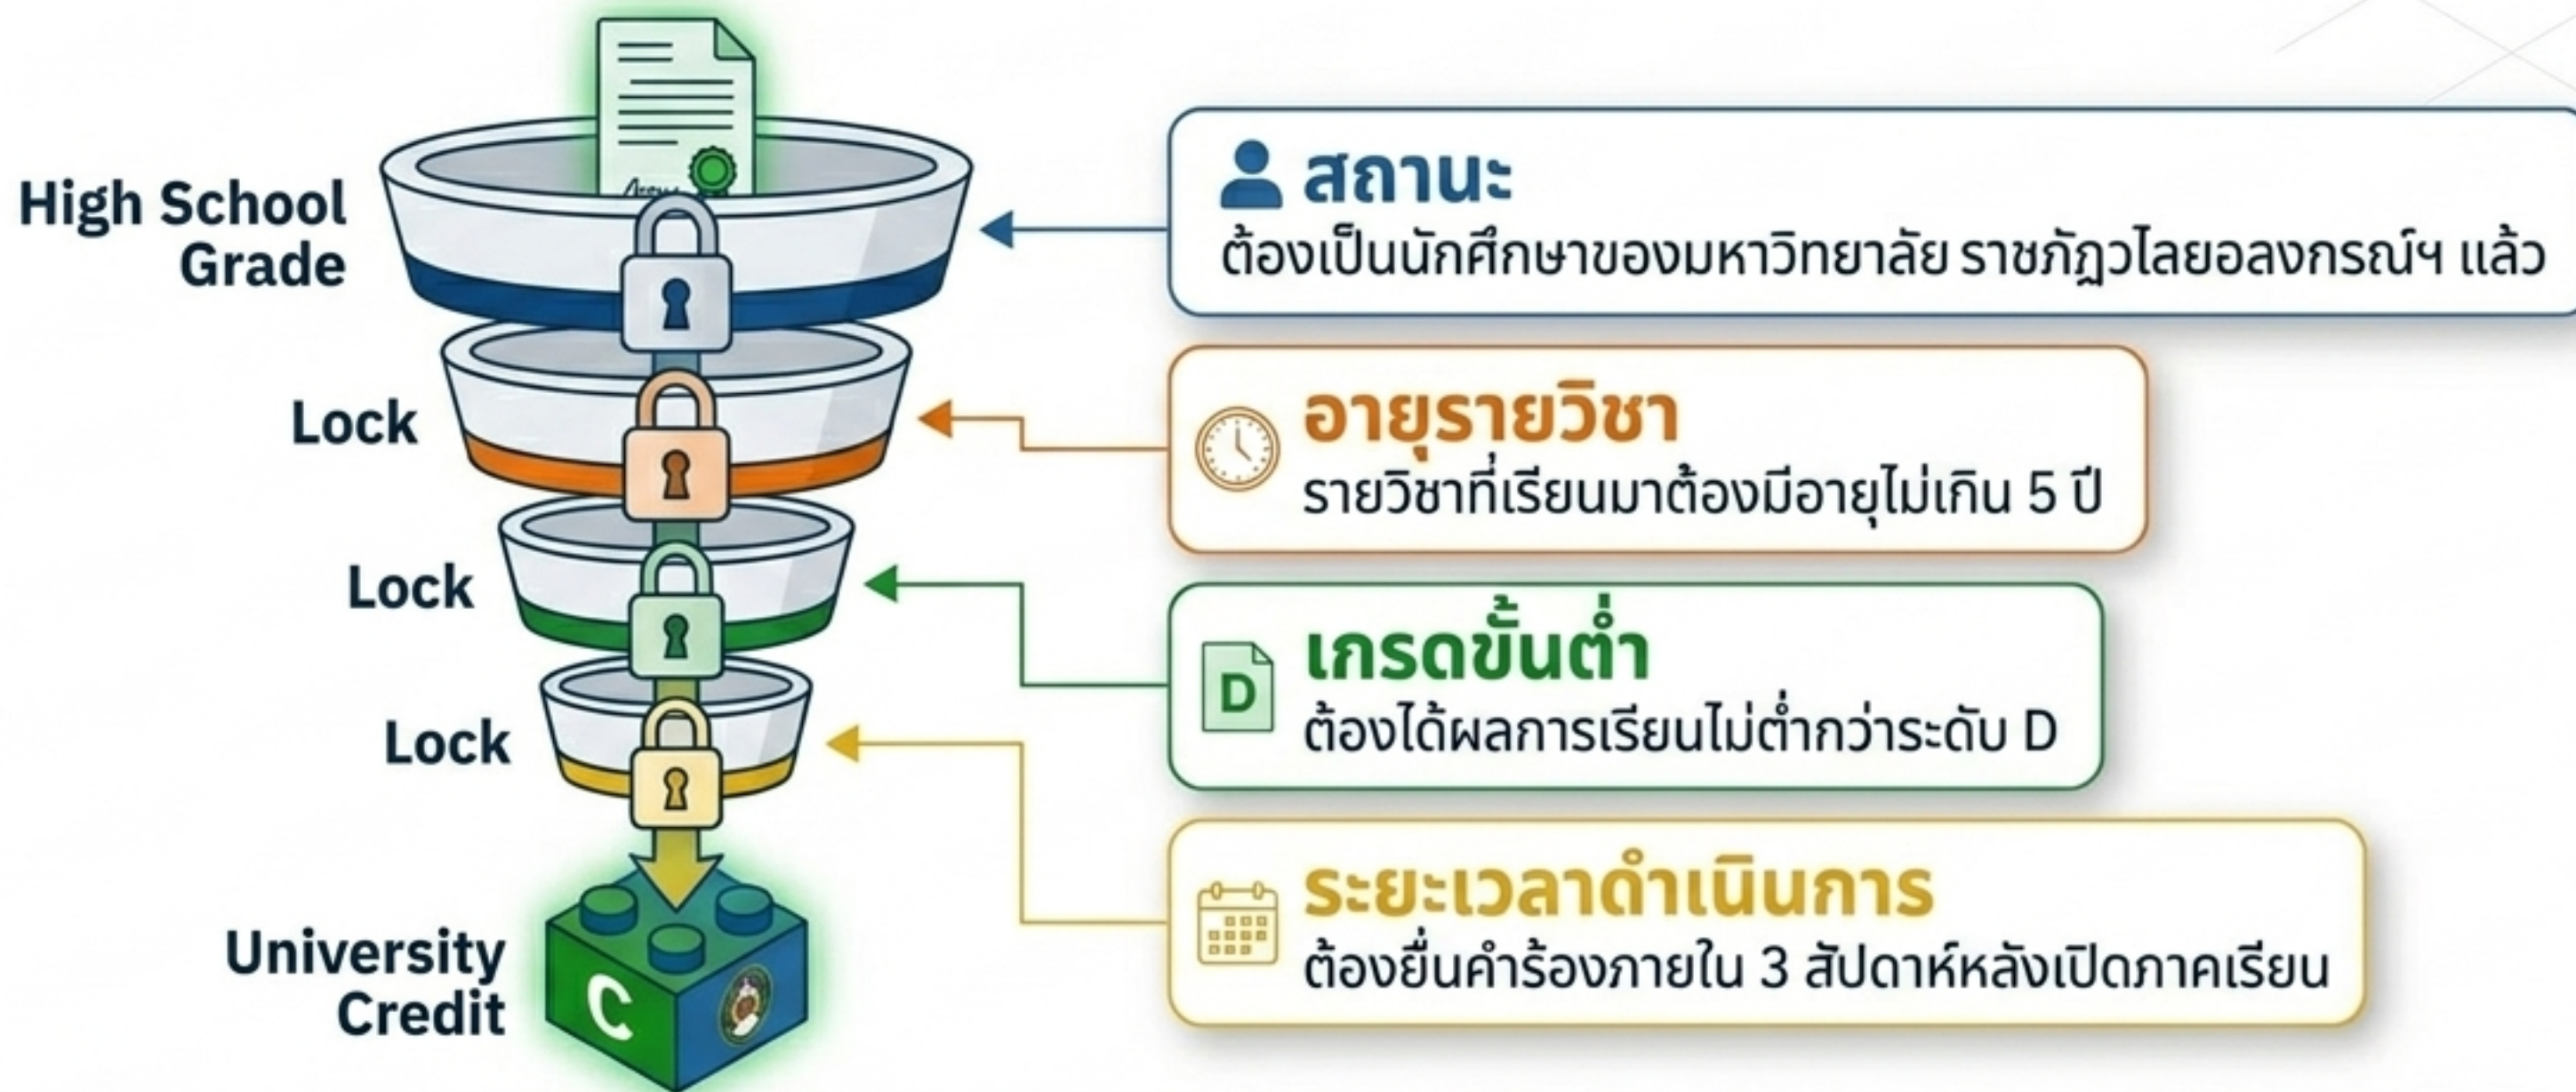 High School
Grade
สถานะ
ต้องเป็นนักศึกษาของมหาวิทยาลัย ราชภัฏวไลยอลงกรณ์ฯ แล้ว
Lock
อายุรายวิชา
รายวิชาที่เรียนมาต้องมีอายุไม่เกิน 5 ปี
Lock
D
เกรดขั้นต่ำ
ต้องได้ผลการเรียนไม่ต่ำกว่าระดับ D
Lock
ระยะเวลาดำเนินการ
ต้องยื่นคำร้องภายใน 3 สัปดาห์หลังเปิดภาคเรียน
University
Credit
C